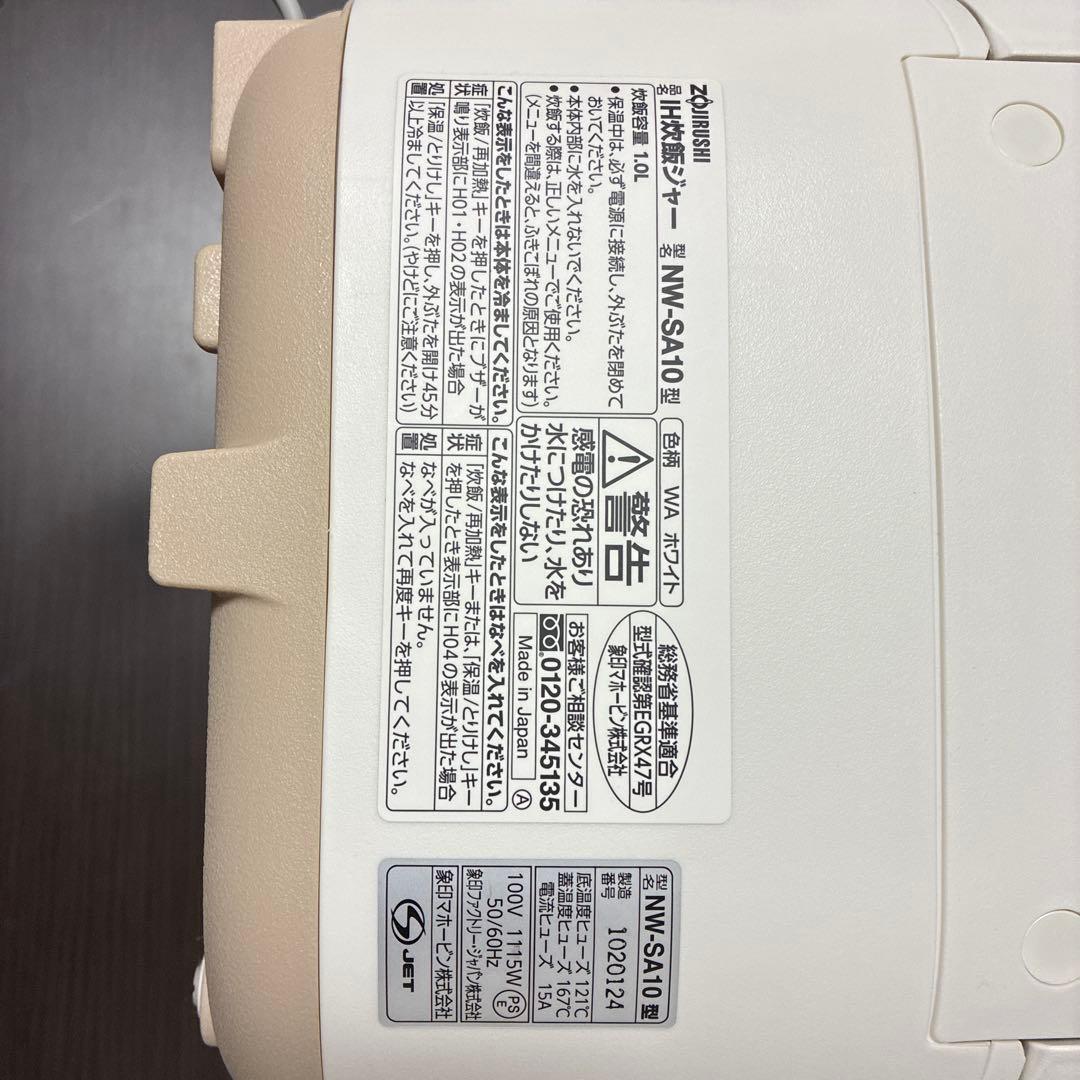 ZOJIRUSHI
品名 IH炊飯ジャー 型名 NW-SA10型 色柄 WA ホワイト
炊飯容量 1.0L
• 保温中は、必ず電源に接続し、外ぶたを閉めて
おいてください。
• 本体内部に水を入れないでください。
• 炊飯する際は、正しいメニューでご使用ください。
(メニューを間違えると、ふきこぼれの原因となります)
警告
感電の恐れあり
水につけたり、水を
かけたりしない
総務省基準適合
型式確認第EGRX47号
象印マホービン株式会社
お客様ご相談センター
0120-345135
Made in Japan Ⓐ
こんな表示をしたときは本体を冷ましてください。
症状 「炊飯/再加熱」キーを押したときにブザーが
鳴り表示部にH01・H02の表示が出た場合
処置 「保温/とりけし」キーを押し、外ぶたを開け45分
以上冷ましてください。(やけどにご注意ください)
こんな表示をしたときはなべを入れてください。
症状 「炊飯/再加熱」キーまたは、「保温/とりけし」キー
を押したとき表示部にH04の表示が出た場合
処置 なべが入っていません。
なべを入れて再度キーを押してください。
型名 NW-SA10型
製造番号 1020124
底温度ヒューズ 121℃
蓋温度ヒューズ 167℃
電流ヒューズ 15A
100V 1115W PSE
50/60Hz
象印ファクトリー・ジャパン株式会社
象印マホービン株式会社
JET